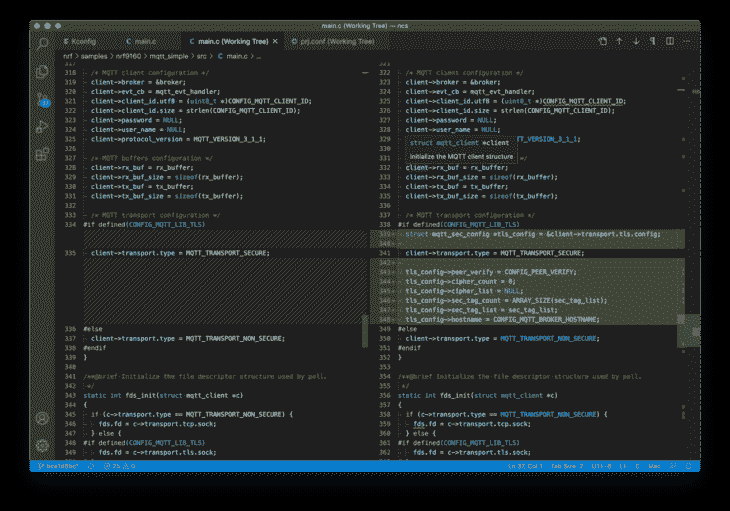 main.c (Working Tree) — ncs
Kconfig
main.c
main.c (Working Tree)
prj.conf (Working Tree)
nrf > samples > nrf9160 > mqtt_simple > src > C main.c > ...
318 /* MQTT client configuration */
319 client->broker = &broker;
320 client->evt_cb = mqtt_evt_handler;
321 client->client_id.utf8 = (uint8_t *)CONFIG_MQTT_CLIENT_ID;
322 client->client_id.size = strlen(CONFIG_MQTT_CLIENT_ID);
323 client->password = NULL;
324 client->user_name = NULL;
325 client->protocol_version = MQTT_VERSION_3_1_1;
326
327 /* MQTT buffers configuration */
328 client->rx_buf = rx_buffer;
329 client->rx_buf_size = sizeof(rx_buffer);
330 client->tx_buf = tx_buffer;
331 client->tx_buf_size = sizeof(tx_buffer);
332
333 /* MQTT transport configuration */
334 #if defined(CONFIG_MQTT_LIB_TLS)
335 client->transport.type = MQTT_TRANSPORT_SECURE;
336 #else
337 client->transport.type = MQTT_TRANSPORT_NON_SECURE;
338 #endif
339 }
340
341 /**@brief Initialize the file descriptor structure used by poll.
342 */
343 static int fds_init(struct mqtt_client *c)
344 {
345 if (c->transport.type == MQTT_TRANSPORT_NON_SECURE) {
346 fds.fd = c->transport.tcp.sock;
347 } else {
348 #if defined(CONFIG_MQTT_LIB_TLS)
349 fds.fd = c->transport.tls.sock;
322 /* MQTT client configuration */
323 client->broker = &broker;
324 client->evt_cb = mqtt_evt_handler;
325 client->client_id.utf8 = (uint8_t *)CONFIG_MQTT_CLIENT_ID;
326 client->client_id.size = strlen(CONFIG_MQTT_CLIENT_ID);
327 client->password = NULL;
328 client->user_name = NULL;
329 TT_VERSION_3_1_1;
struct mqtt_client *client
Initialize the MQTT client structure
332 client->rx_buf = rx_buffer;
333 client->rx_buf_size = sizeof(rx_buffer);
334 client->tx_buf = tx_buffer;
335 client->tx_buf_size = sizeof(tx_buffer);
336
337 /* MQTT transport configuration */
338 #if defined(CONFIG_MQTT_LIB_TLS)
339 struct mqtt_sec_config *tls_config = &client->transport.tls.config;
340
341 client->transport.type = MQTT_TRANSPORT_SECURE;
342
343 tls_config->peer_verify = CONFIG_PEER_VERIFY;
344 tls_config->cipher_count = 0;
345 tls_config->cipher_list = NULL;
346 tls_config->sec_tag_count = ARRAY_SIZE(sec_tag_list);
347 tls_config->sec_tag_list = sec_tag_list;
348 tls_config->hostname = CONFIG_MQTT_BROKER_HOSTNAME;
349 #else
350 client->transport.type = MQTT_TRANSPORT_NON_SECURE;
351 #endif
352 }
353
354 /**@brief Initialize the file descriptor structure used by poll.
355 */
356 static int fds_init(struct mqtt_client *c)
357 {
358 if (c->transport.type == MQTT_TRANSPORT_NON_SECURE) {
359 fds.fd = c->transport.tcp.sock;
360 } else {
361 #if defined(CONFIG_MQTT_LIB_TLS)
362 fds.fd = c->transport.tls.sock;
Tab Size: 2
UTF-8
LF
C
Mac